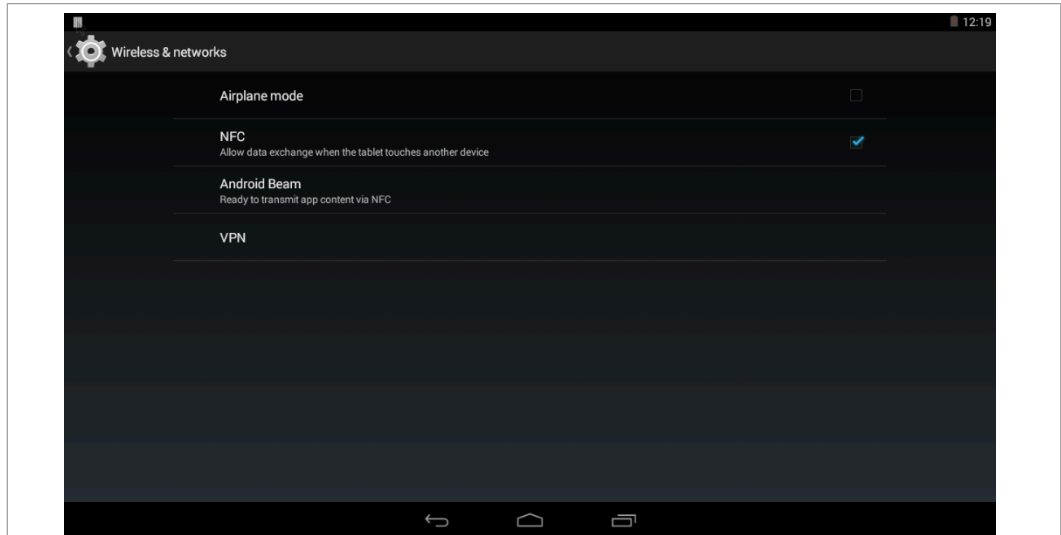 12:19
Wireless & networks
Airplane mode
NFC
Allow data exchange when the tablet touches another device
Android Beam
Ready to transmit app content via NFC
VPN